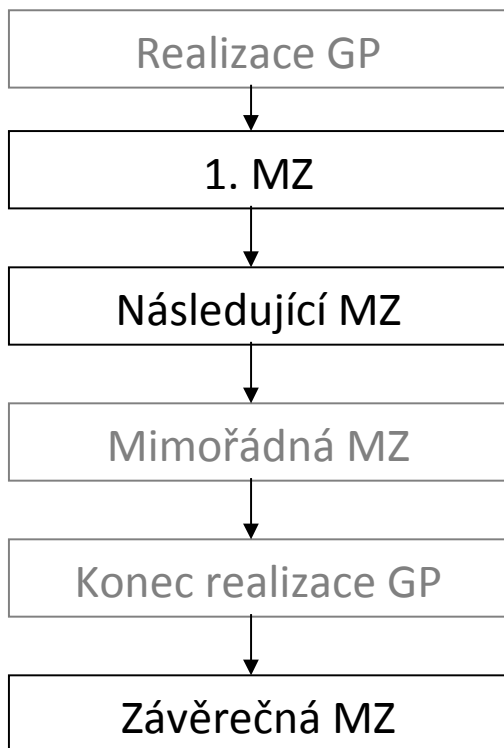 Realizace GP
1. MZ
Následující MZ
Mimořádná MZ
Konec realizace GP
Závěrečná MZ